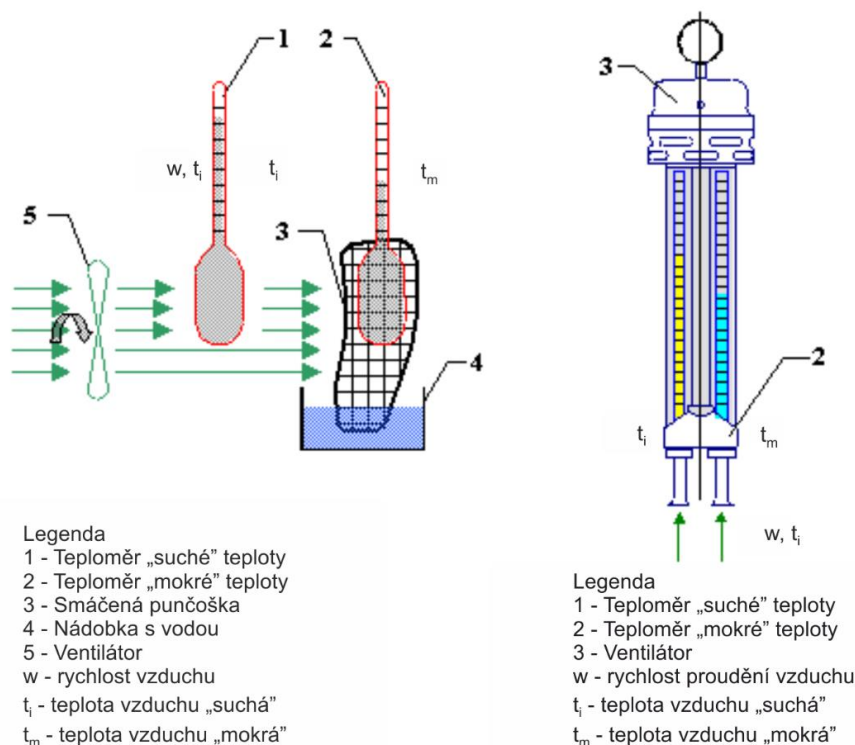 1
2
w, ti
ti
tm
5
3
4
Legenda
1 - Teploměr „suché” teploty
2 - Teploměr „mokré” teploty
3 - Smáčená punčoška
4 - Nádobka s vodou
5 - Ventilátor
w - rychlost vzduchu
ti - teplota vzduchu „suchá”
tm - teplota vzduchu „mokrá”
3
2
ti
tm
w, ti
Legenda
1 - Teploměr „suché” teploty
2 - Teploměr „mokré” teploty
3 - Ventilátor
w - rychlost proudění vzduchu
ti - teplota vzduchu „suchá”
tm - teplota vzduchu „mokrá”